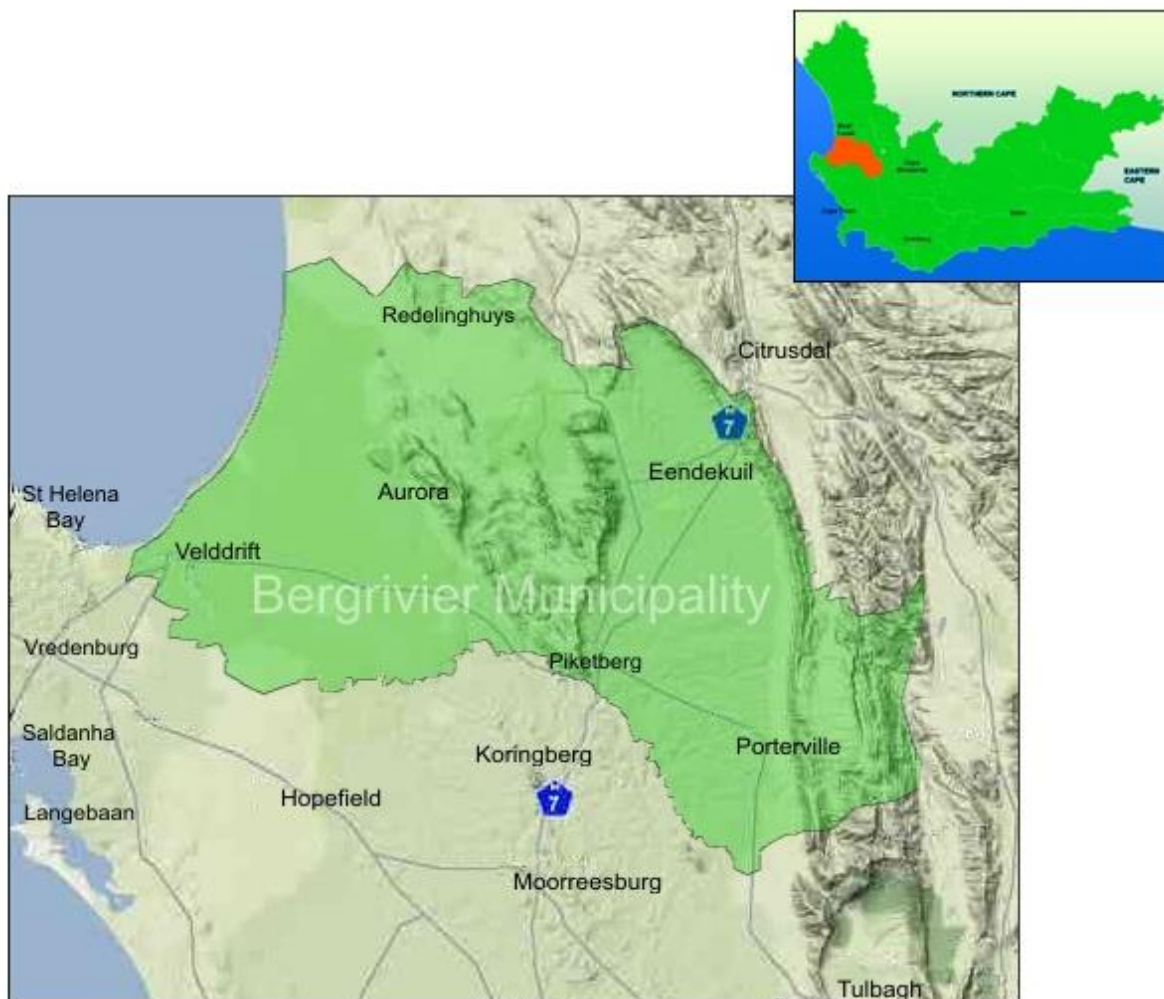 NORTHERN CAPE
EASTERN
CAPE
Redelinghuys
Citrusdal
7
Eendekuil
Aurora
St Helena
Bay
Velddrift
Bergrivier Municipality
Vredenburg
Piketberg
Saldanha
Bay
Koringberg
Porterville
Hopefield
7
Langebaan
Moorreesburg
Tulbagh